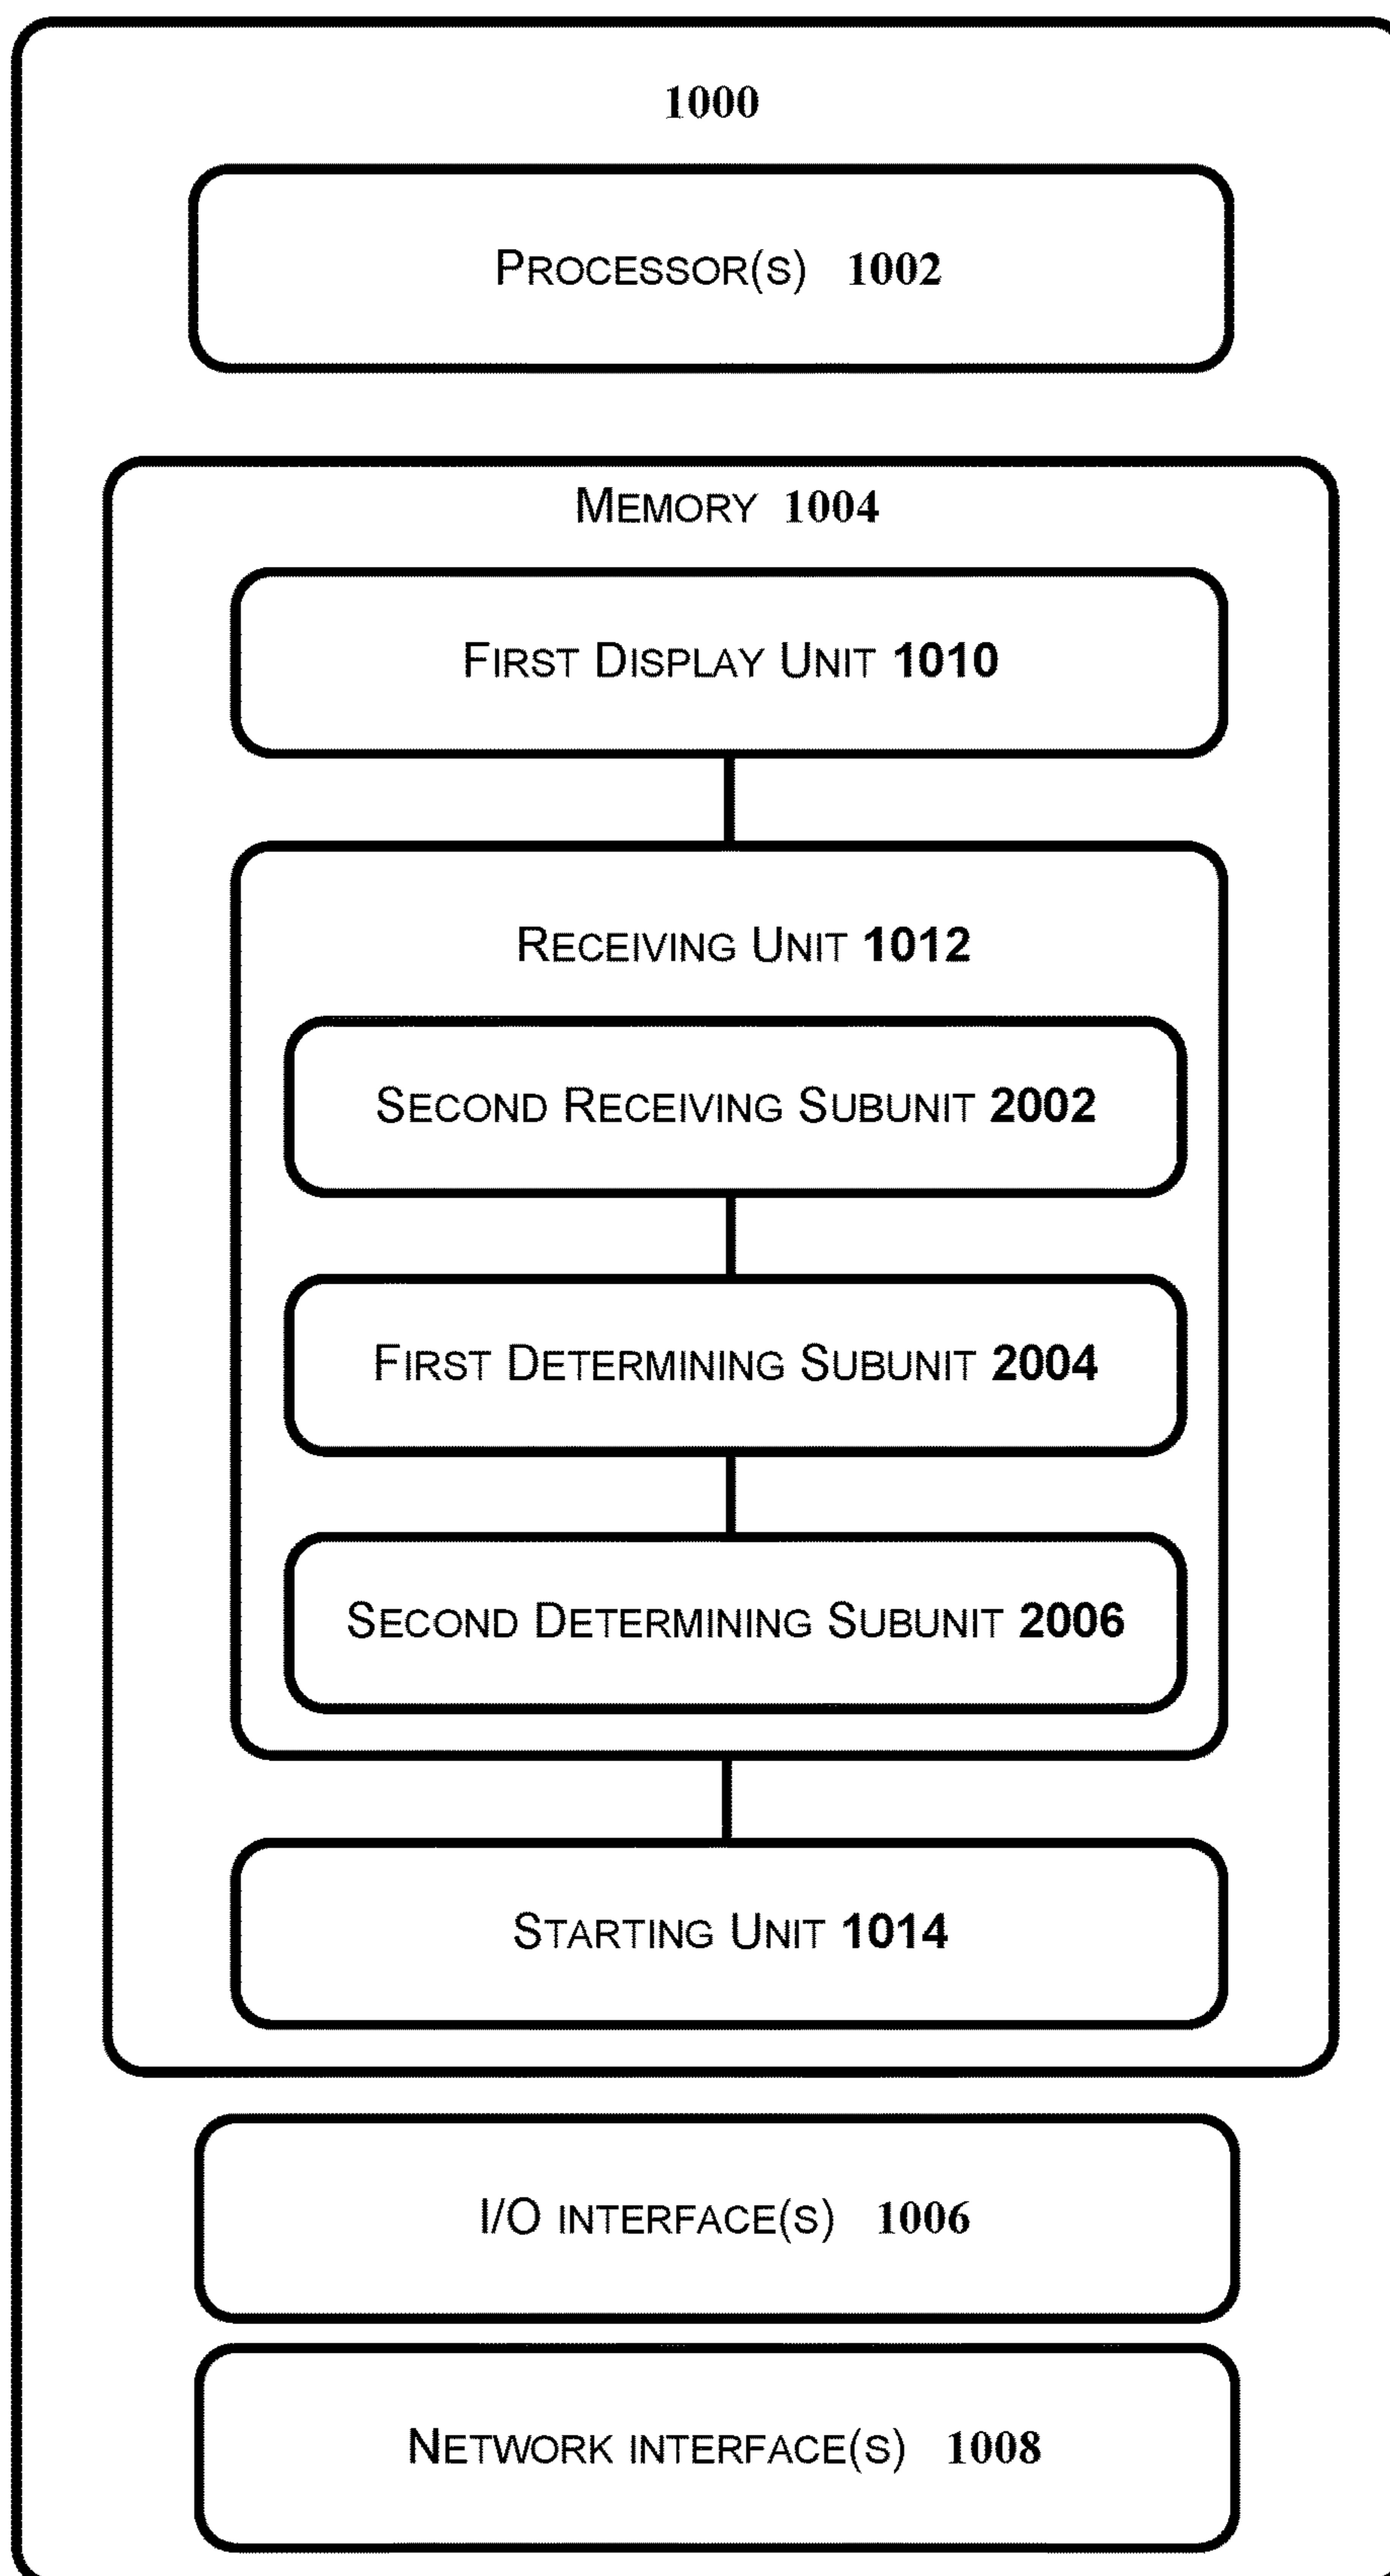 1000
PROCESSOR(S) 1002
MEMORY 1004
FIRST DISPLAY UNIT 1010
RECEIVING UNIT 1012
SECOND RECEIVING SUBUNIT 2002
FIRST DETERMINING SUBUNIT 2004
SECOND DETERMINING SUBUNIT 2006
STARTING UNIT 1014
I/O INTERFACE(S) 1006
NETWORK INTERFACE(S) 1008